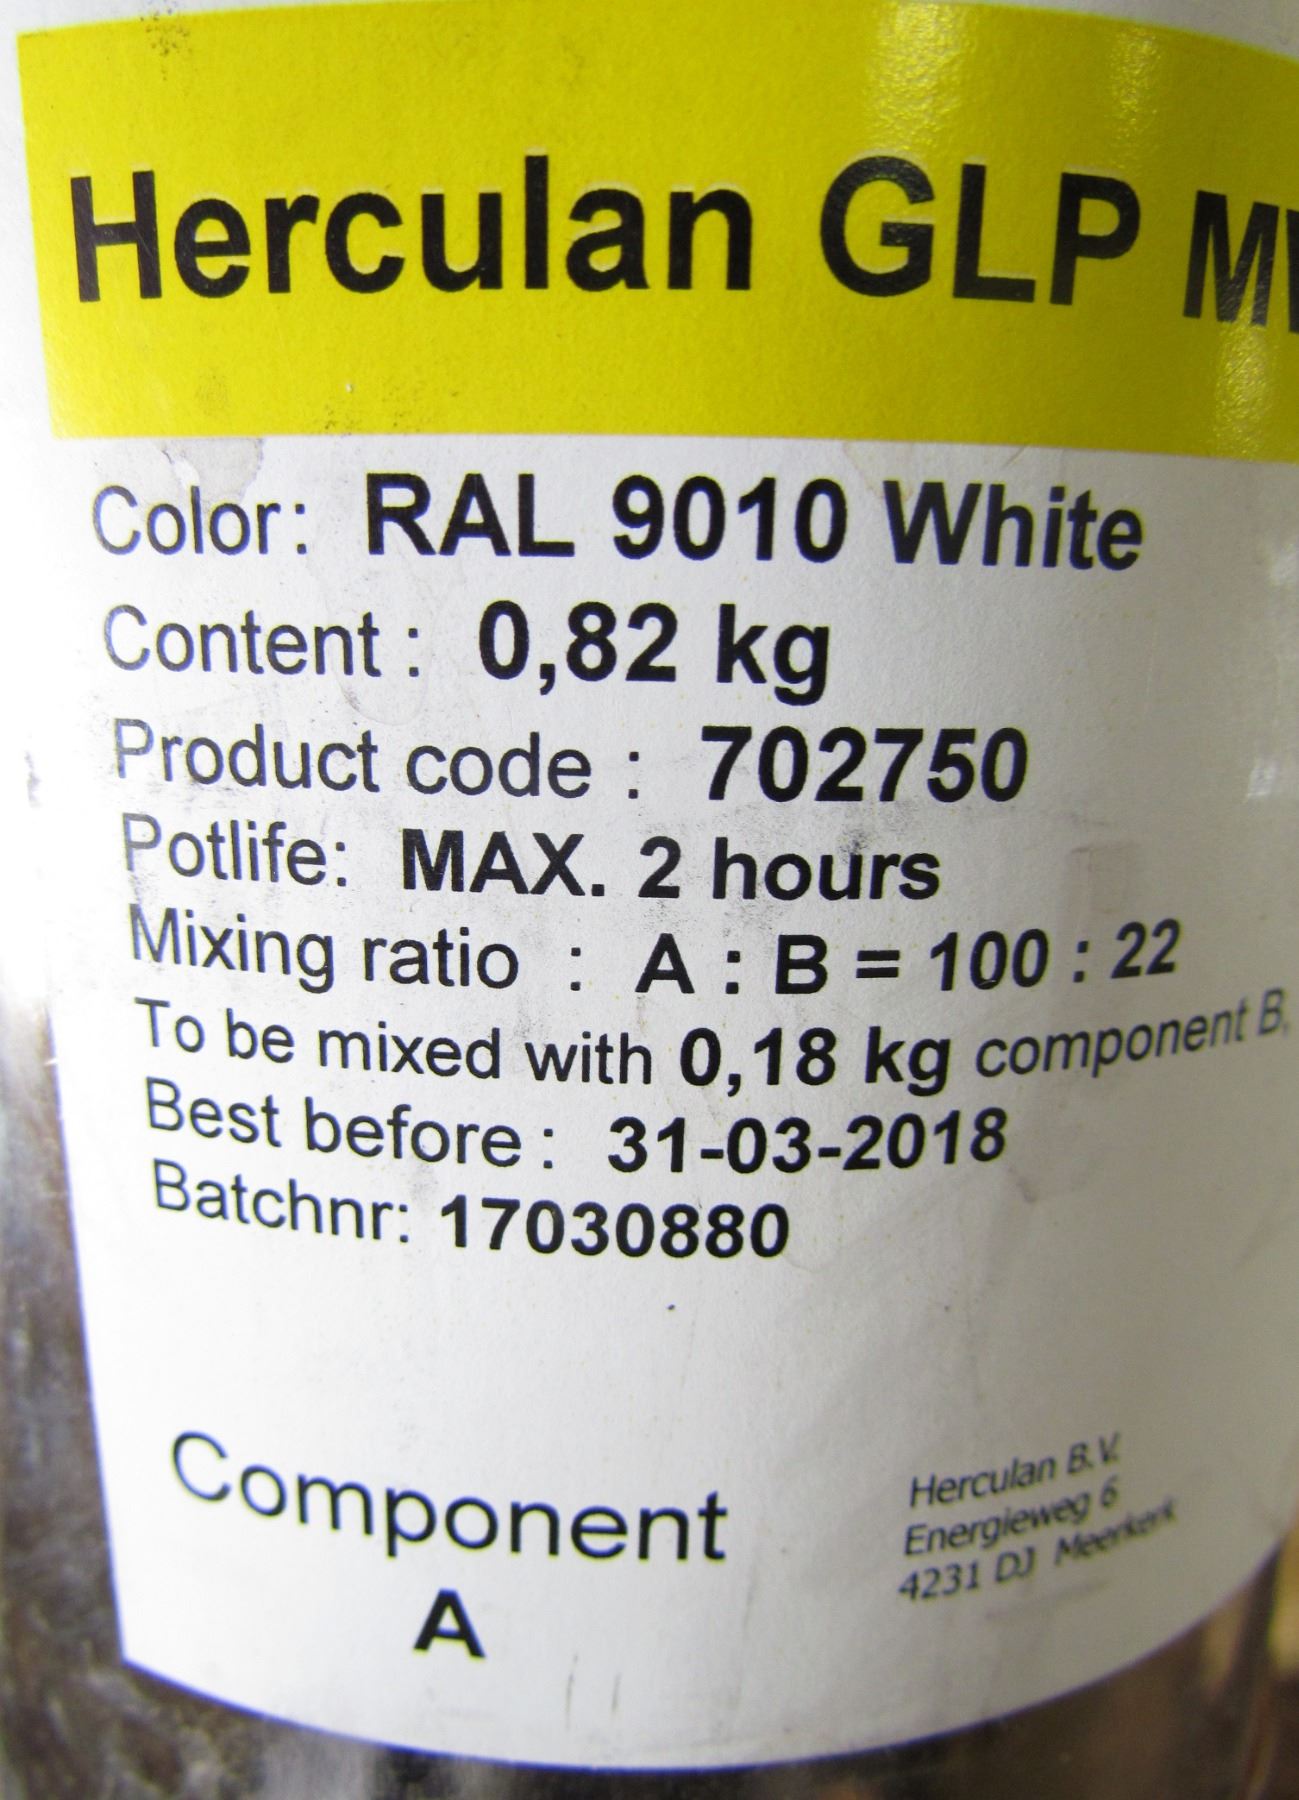 Herculan GLP
Color: RAL 9010 White
Content : 0,82 kg
Product code : 702750
Potlife: MAX. 2 hours
Mixing ratio : A : B = 100 : 22
To be mixed with 0,18 kg component B,
Best before : 31-03-2018
Batchnr: 17030880
Component
A
Herculan B.V.
Energieweg 6
4231 DJ Meerkerk